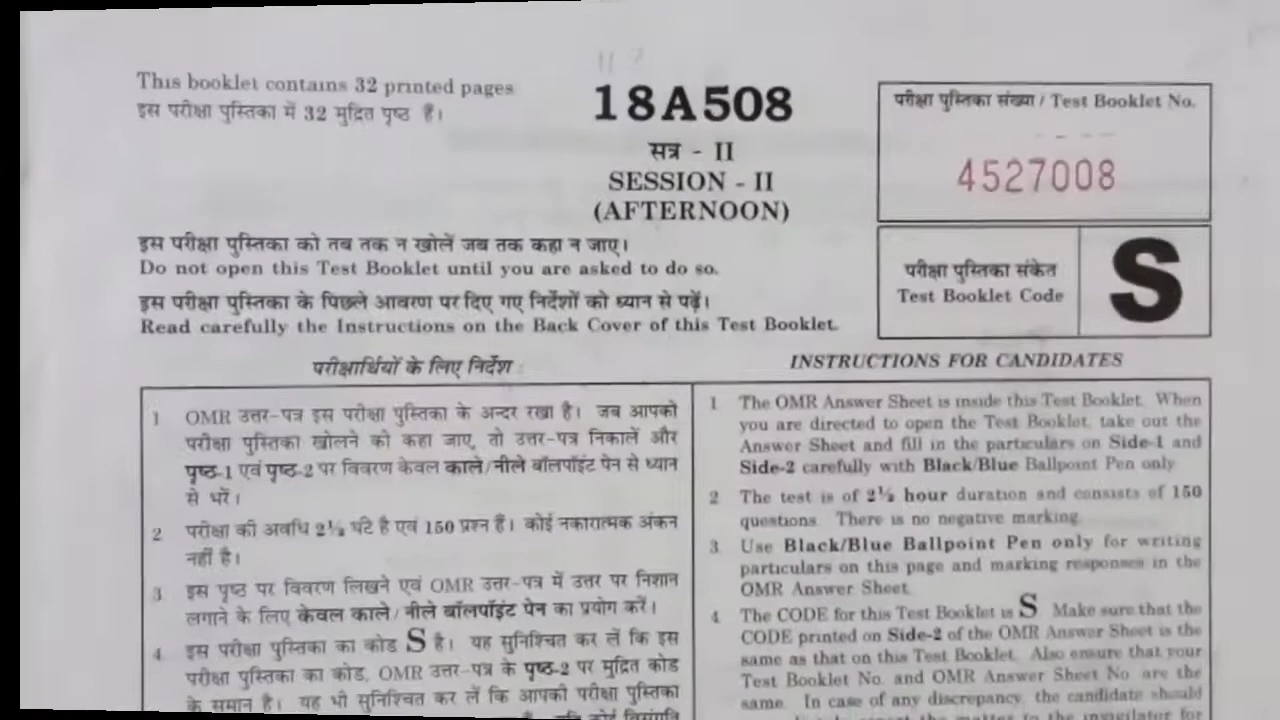 This booklet contains 32 printed pages
इस परीक्षा पुस्तिका में 32 मुद्रित पृष्ठ हैं।
18A508
सत्र - II
SESSION - II
(AFTERNOON)
परीक्षा पुस्तिका संख्या / Test Booklet No.
4527008
इस परीक्षा पुस्तिका को तब तक न खोलें जब तक कहा न जाए।
Do not open this Test Booklet until you are asked to do so.
इस परीक्षा पुस्तिका के पिछले आवरण पर दिए गए निर्देशों को ध्यान से पढ़ें।
Read carefully the Instructions on the Back Cover of this Test Booklet.
परीक्षा पुस्तिका संकेत
Test Booklet Code
S
परीक्षार्थियों के लिए निर्देश :
1 OMR उत्तर-पत्र इस परीक्षा पुस्तिका के अन्दर रखा है। जब आपको
परीक्षा पुस्तिका खोलने को कहा जाए, तो उत्तर-पत्र निकालें और
पृष्ठ-1 एवं पृष्ठ-2 पर विवरण केवल काले/नीले बॉलपॉइंट पेन से ध्यान
से भरें।
2 परीक्षा की अवधि 2½ घंटे है एवं 150 प्रश्न हैं। कोई नकारात्मक अंकन
नहीं है।
3 इस पृष्ठ पर विवरण लिखने एवं OMR उत्तर-पत्र में उत्तर पर निशान
लगाने के लिए केवल काले/नीले बॉलपॉइंट पेन का प्रयोग करें।
4 इस परीक्षा पुस्तिका का कोड S है। यह सुनिश्चित कर लें कि इस
परीक्षा पुस्तिका का कोड, OMR उत्तर-पत्र के पृष्ठ-2 पर मुद्रित कोड
के समान है। यह भी सुनिश्चित कर लें कि आपकी परीक्षा पुस्तिका
INSTRUCTIONS FOR CANDIDATES
1 The OMR Answer Sheet is inside this Test Booklet. When
you are directed to open the Test Booklet, take out the
Answer Sheet and fill in the particulars on Side-1 and
Side-2 carefully with Black/Blue Ballpoint Pen only
2 The test is of 2½ hour duration and consists of 150
questions. There is no negative marking.
3. Use Black/Blue Ballpoint Pen only for writing
particulars on this page and marking responses in the
OMR Answer Sheet.
4 The CODE for this Test Booklet is S Make sure that the
CODE printed on Side-2 of the OMR Answer Sheet is the
same as that on this Test Booklet. Also ensure that your
Test Booklet No. and OMR Answer Sheet No. are the
same. In case of any discrepancy, the candidate should
the matter to the invigilator for